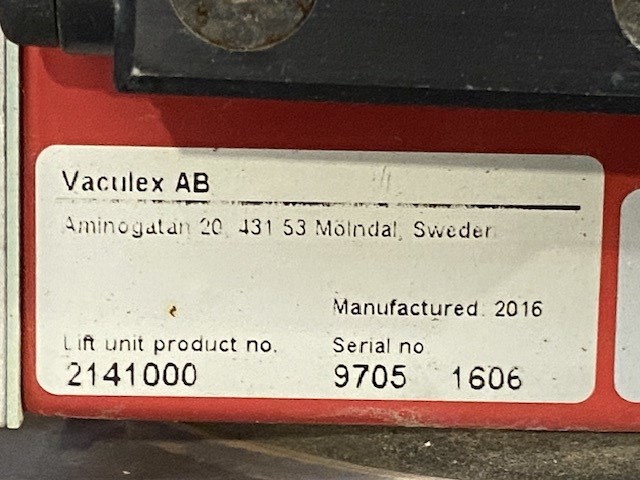 Vaculex AB
Aminogatan 20, 431 53 Mölndal, Sweden
Manufactured: 2016
Lift unit product no.
Serial no
2141000
9705 1606